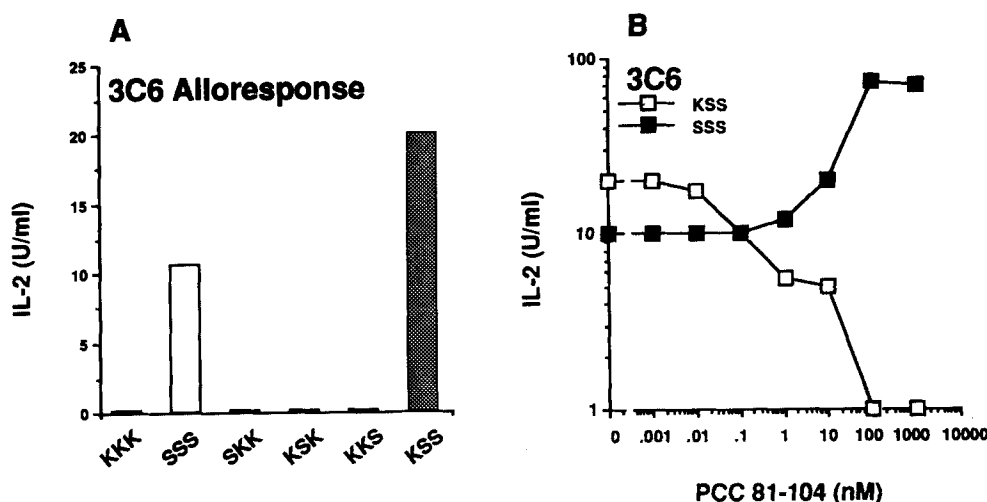 A
3C6 Alloresponse
IL-2 (U/ml)
25
20
15
10
5
0
KKK
SSS
SKK
KSK
KKS
KSS
B
3C6
KSS
SSS
IL-2 (U/ml)
100
10
1
0 .001 .01 .1 1 10 100 1000 10000
PCC 81-104 (nM)